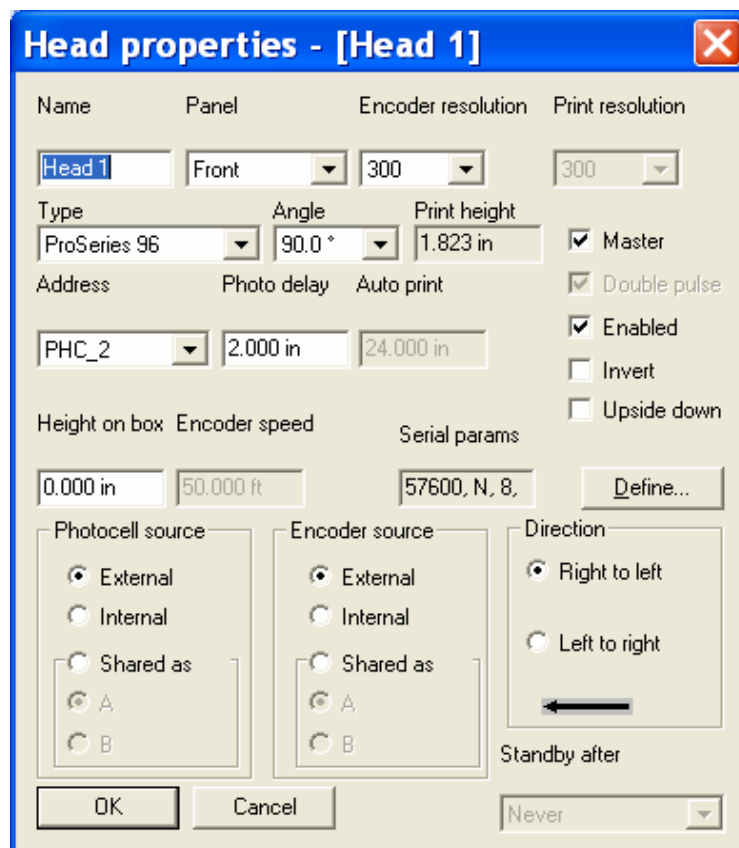 Head properties - [Head 1]
Name Panel Encoder resolution Print resolution
Head 1 Front 300 300
Type Angle Print height
ProSeries 96 90.0 ° 1.823 in Master
Address Photo delay Auto print Double pulse
PHC_2 2.000 in 24.000 in Enabled
Invert
Upside down
Height on box Encoder speed Serial params
0.000 in 50.000 ft 57600, N, 8, Define...
Photocell source Encoder source Direction
External External Right to left
Internal Internal
Shared as Shared as Left to right
A A
B B
Standby after
OK Cancel Never